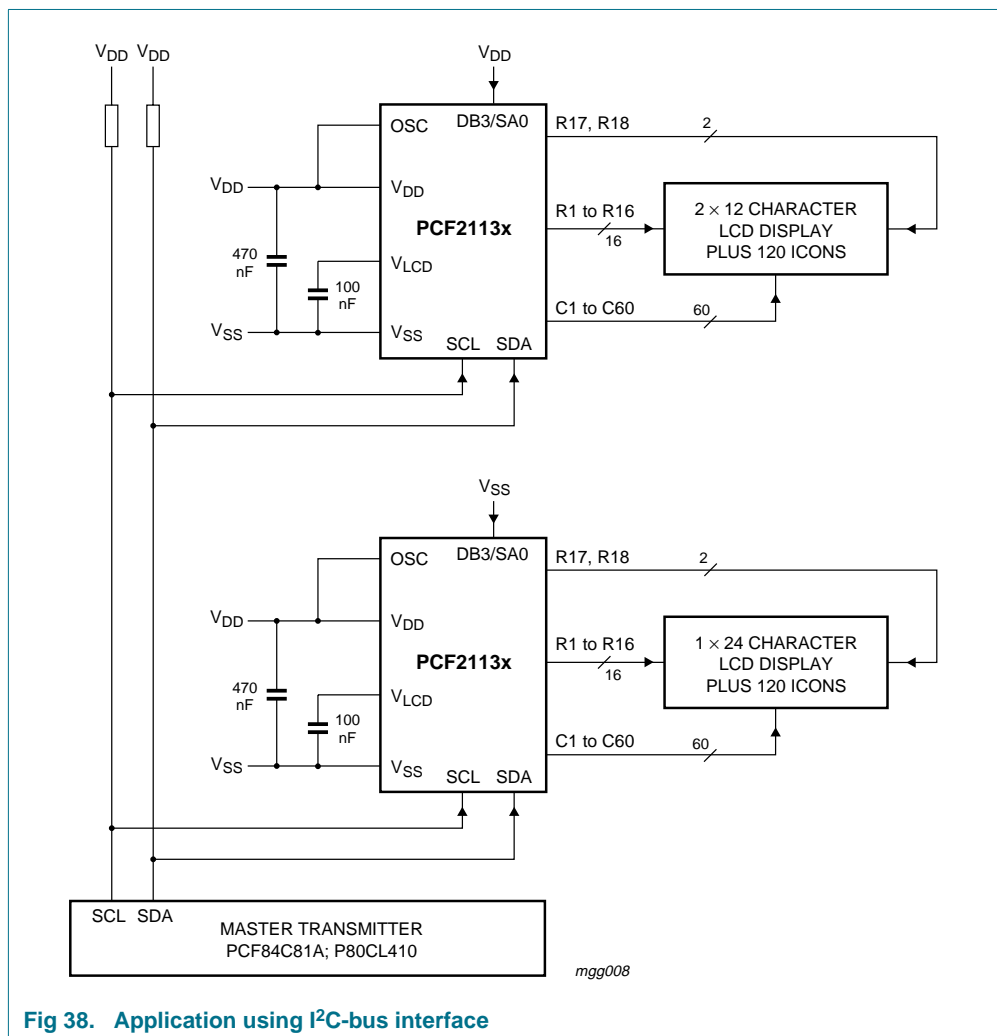 VDD VDD
VDD
DB3/SA0
OSC
R17, R18 2
VDD VDD
R1 to R16
16
2 × 12 CHARACTER
LCD DISPLAY
PLUS 120 ICONS
PCF2113x
470
nF
VLCD
100
nF
C1 to C60 60
VSS VSS
SCL SDA
VSS
DB3/SA0
OSC
R17, R18 2
VDD VDD
R1 to R16
16
1 × 24 CHARACTER
LCD DISPLAY
PLUS 120 ICONS
PCF2113x
470
nF
VLCD
100
nF
C1 to C60 60
VSS VSS
SCL SDA
SCL SDA
MASTER TRANSMITTER
PCF84C81A; P80CL410
mgg008
Fig 38. Application using I²C-bus interface